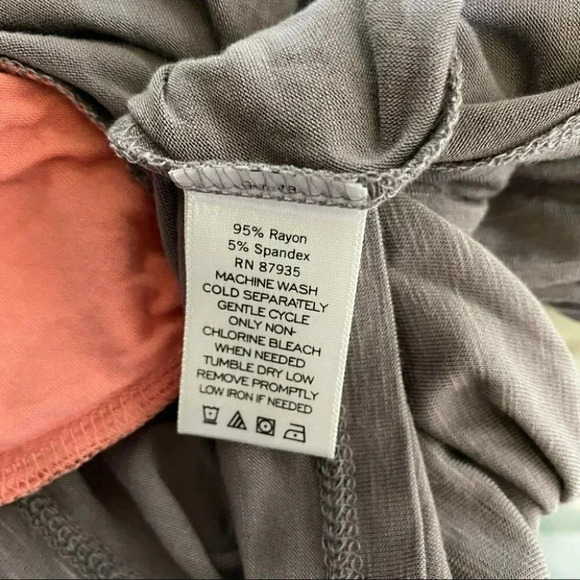 95% Rayon
5% Spandex
RN 87935
MACHINE WASH
COLD SEPARATELY
GENTLE CYCLE
ONLY NON-
CHLORINE BLEACH
WHEN NEEDED
TUMBLE DRY LOW
REMOVE PROMPTLY
LOW IRON IF NEEDED